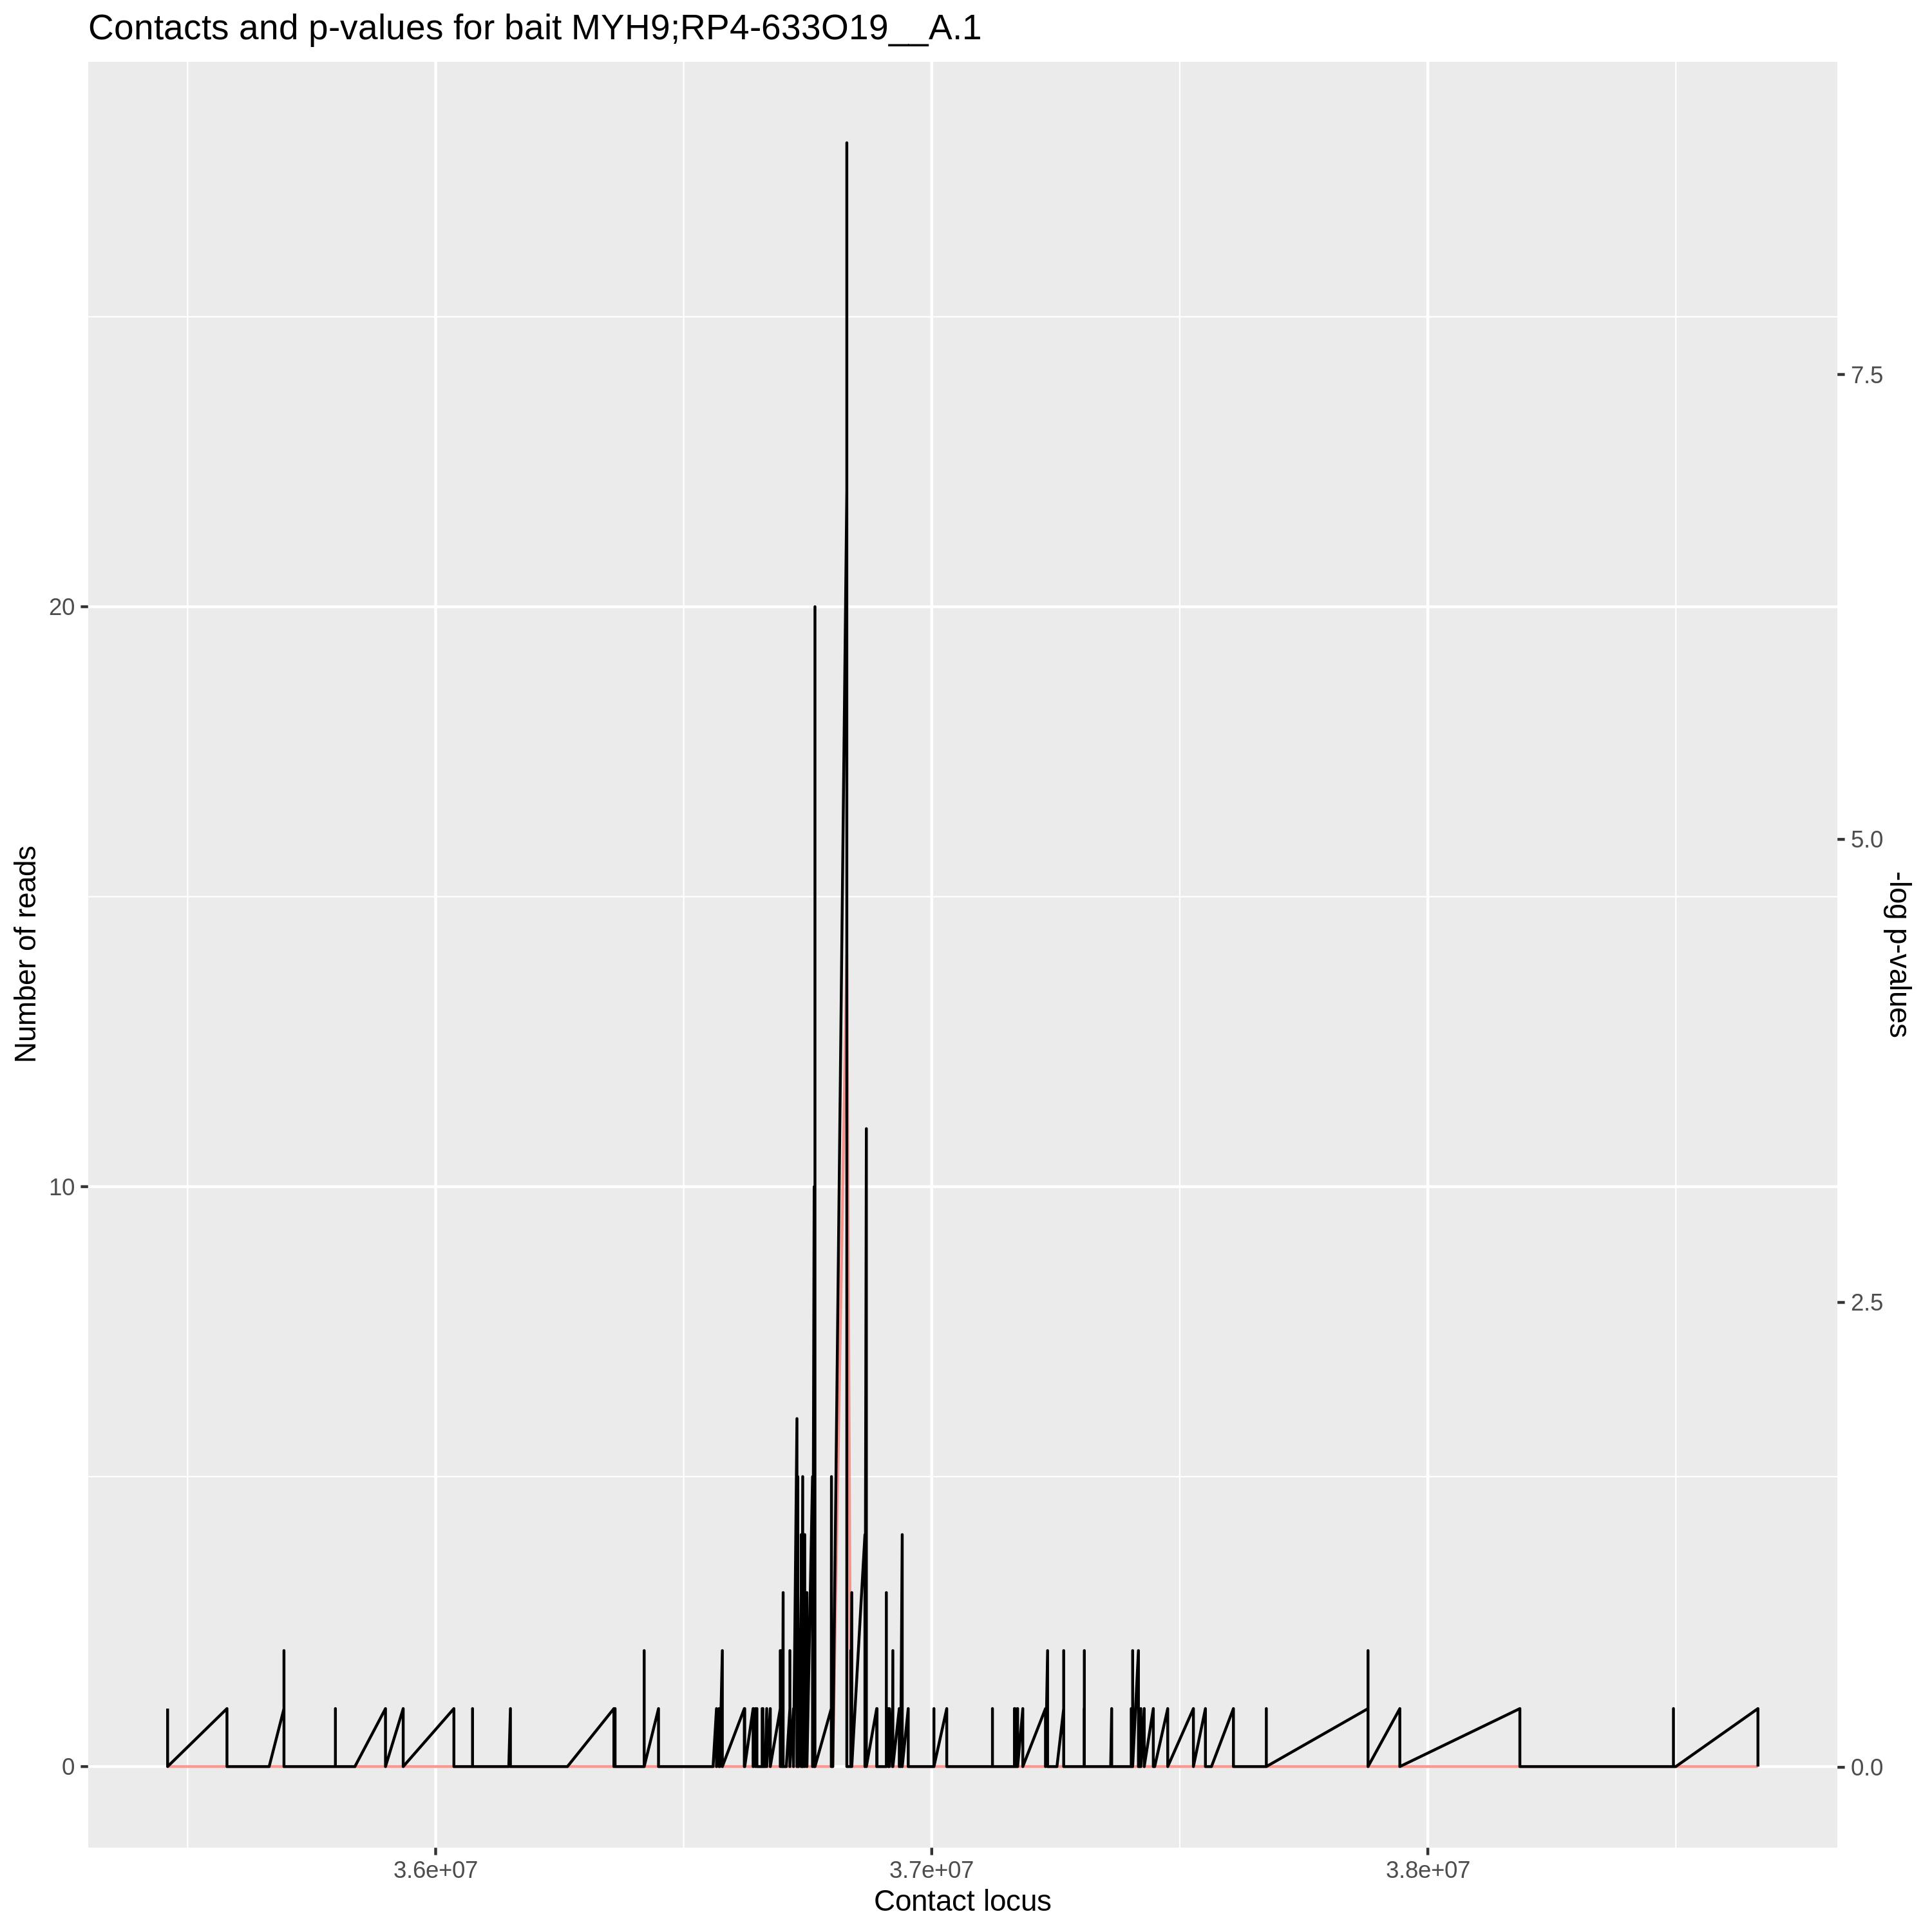 Contacts and p-values for bait MYH9;RP4-633O19__A.1
Number of reads
20
10
0
7.5
5.0
2.5
0.0
-log p-values
3.6e+07
3.7e+07
3.8e+07
Contact locus